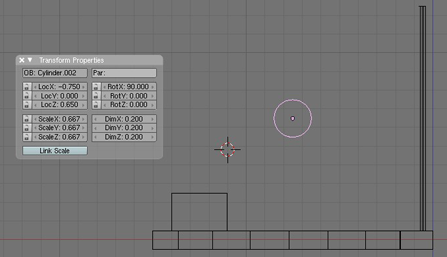 Transform Properties
OB: Cylinder.002 Par:
LocX: -0.750 RotX: 90.000
LocY: 0.000 RotY: 0.000
LocZ: 0.650 RotZ: 0.000
ScaleX: 0.667 DimX: 0.200
ScaleY: 0.667 DimY: 0.200
ScaleZ: 0.667 DimZ: 0.200
Link Scale